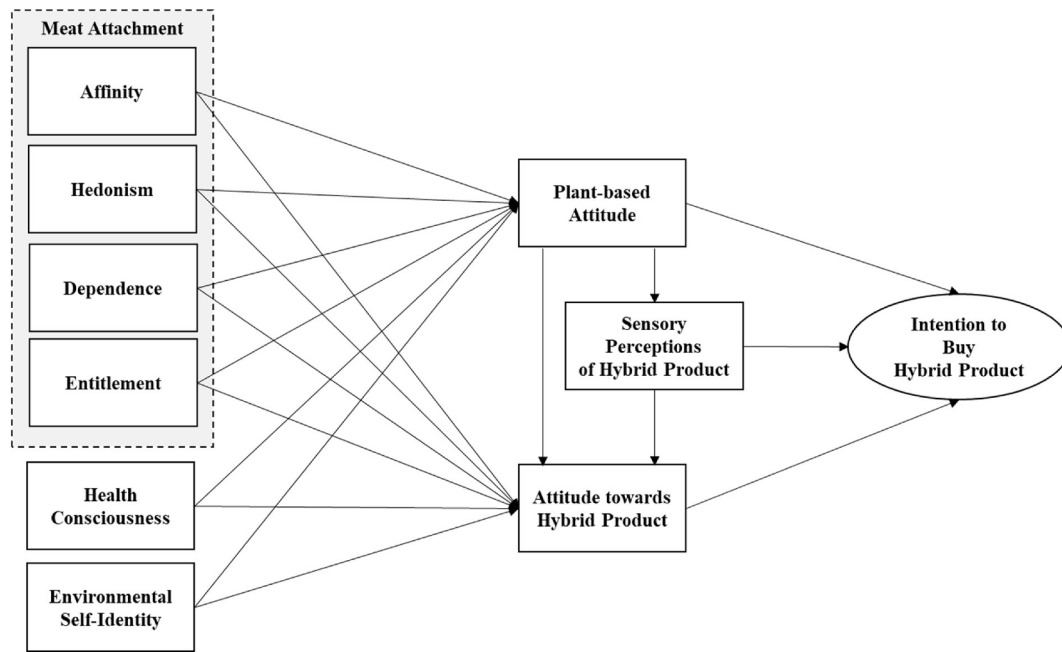 Meat Attachment
Affinity
Hedonism
Dependence
Entitlement
Health
Consciousness
Environmental
Self-Identity
Plant-based
Attitude
Sensory
Perceptions
of Hybrid Product
Attitude towards
Hybrid Product
Intention to
Buy
Hybrid Product